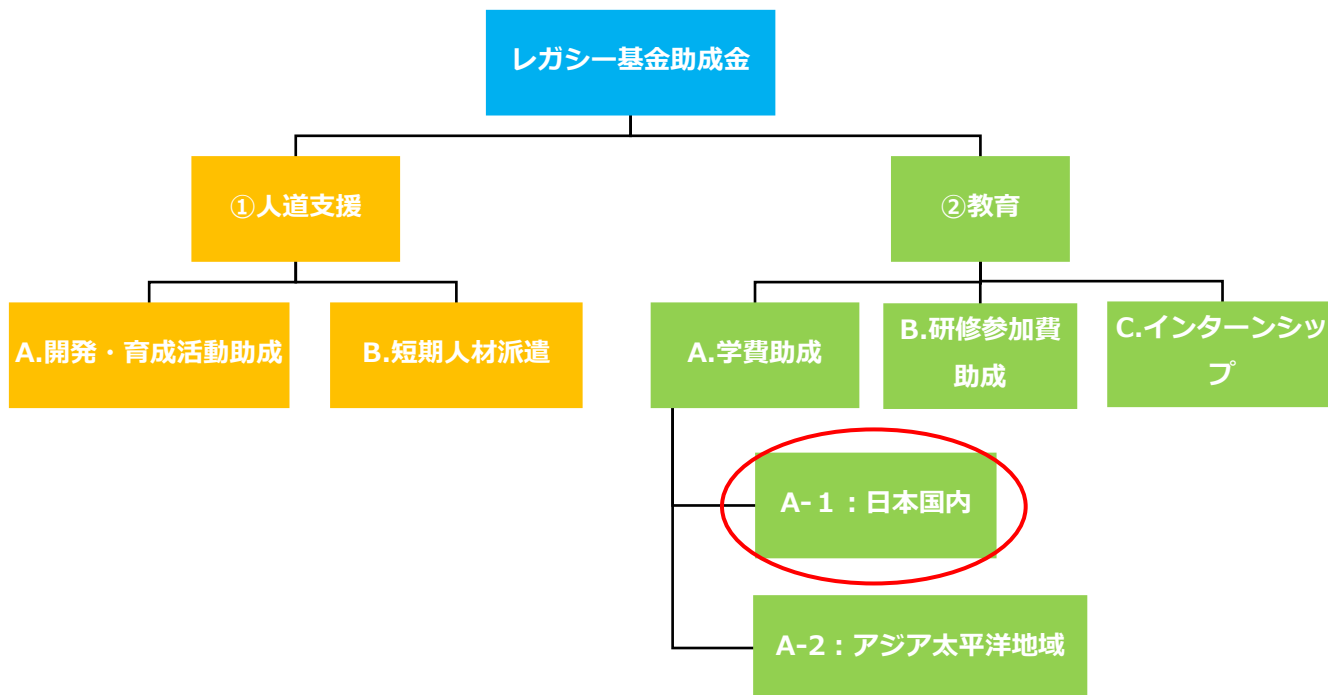 レガシー基金助成金
①人道支援
②教育
A.開発・育成活動助成
B.短期人材派遣
A.学費助成
B.研修参加費
助成
C.インターンシッ
プ
A-１：日本国内
A-2：アジア太平洋地域